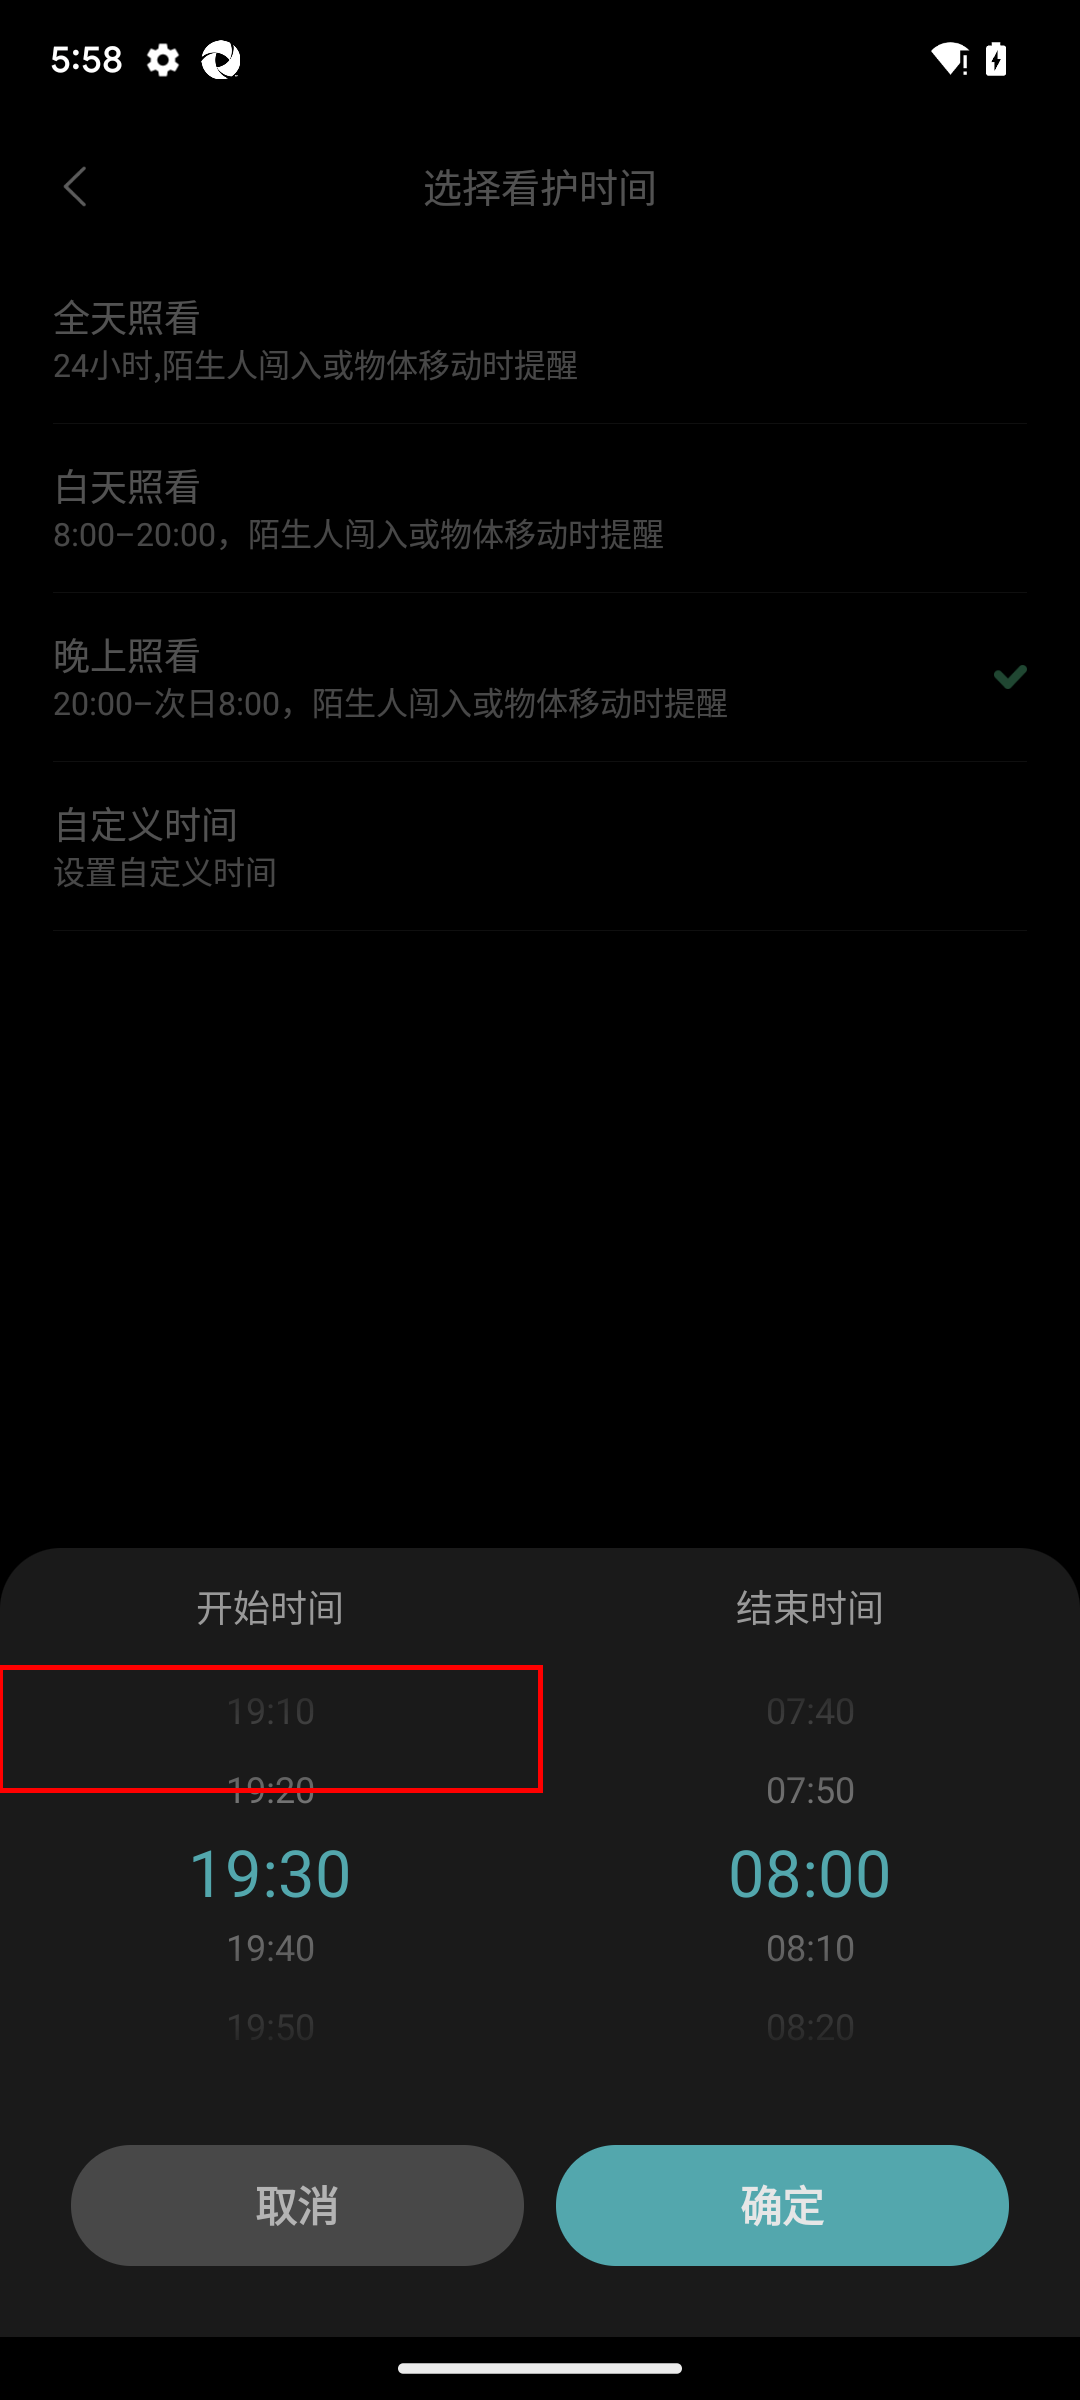 5:58
选择看护时间
全天照看
24小时,陌生人闯入或物体移动时提醒
白天照看
8:00-20:00，陌生人闯入或物体移动时提醒
晚上照看
20:00-次日8:00，陌生人闯入或物体移动时提醒
自定义时间
设置自定义时间
开始时间 结束时间
19:10 07:40
19:20 07:50
19:30 08:00
19:40 08:10
19:50 08:20
取消 确定